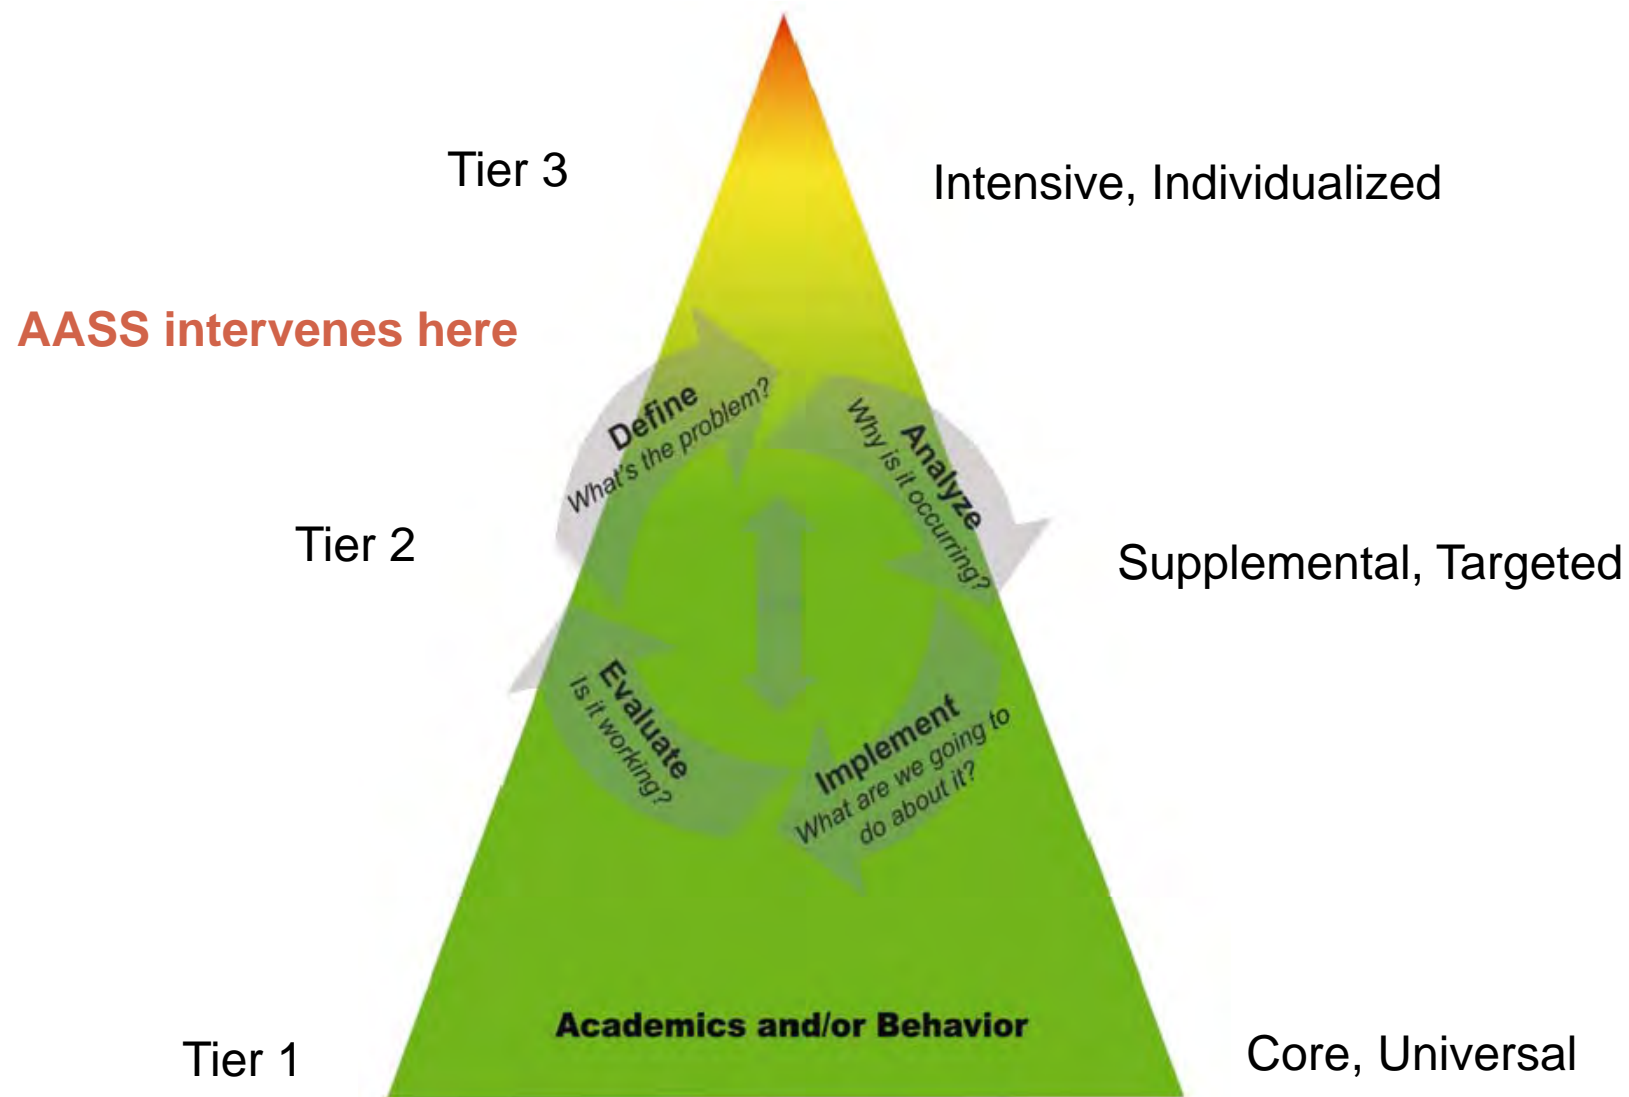 Tier 3
Intensive, Individualized
AASS intervenes here
Define
What's the problem?
Analyze
Why is it occurring?
Tier 2
Supplemental, Targeted
Evaluate
Is it working?
Implement
What are we going to
do about it?
Academics and/or Behavior
Tier 1
Core, Universal